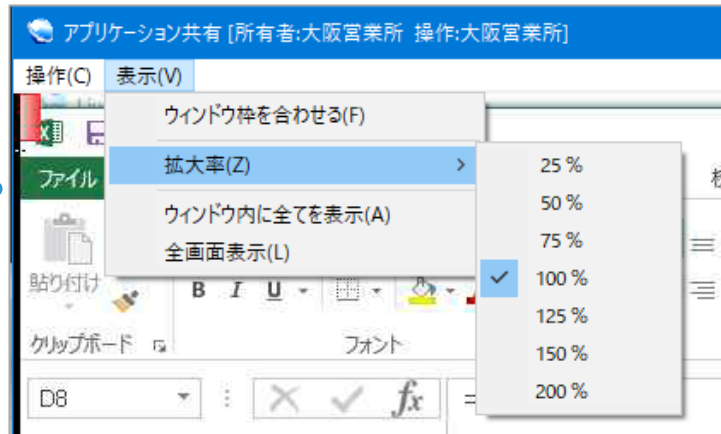 アプリケーション共有 [所有者:大阪営業所 操作:大阪営業所]
操作(C) 表示(V)
ウィンドウ枠を合わせる(F)
拡大率(Z)
ウィンドウ内に全てを表示(A)
全画面表示(L)
25 %
50 %
75 %
100 %
125 %
150 %
200 %
ファイル
貼り付け
B I U
クリップボード
フォント
D8
fx =